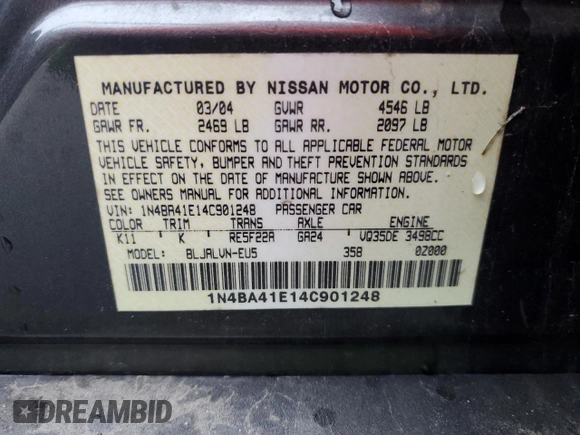 MANUFACTURED BY NISSAN MOTOR CO., LTD.
DATE 03/04 GVWR 4546 LB
GAWR FR. 2469 LB GAWR RR. 2097 LB
THIS VEHICLE CONFORMS TO ALL APPLICABLE FEDERAL MOTOR
VEHICLE SAFETY, BUMPER AND THEFT PREVENTION STANDARDS
IN EFFECT ON THE DATE OF MANUFACTURE SHOWN ABOVE.
SEE OWNERS MANUAL FOR ADDITIONAL INFORMATION.
VIN: 1N4BA41E14C901248 PASSENGER CAR
COLOR TRIM TRANS AXLE ENGINE
K11 K RE5F22A GA24 VQ35DE 3498CC
MODEL: BLJALVN-EU5 358 0Z000
1N4BA41E14C901248
DREAMBID